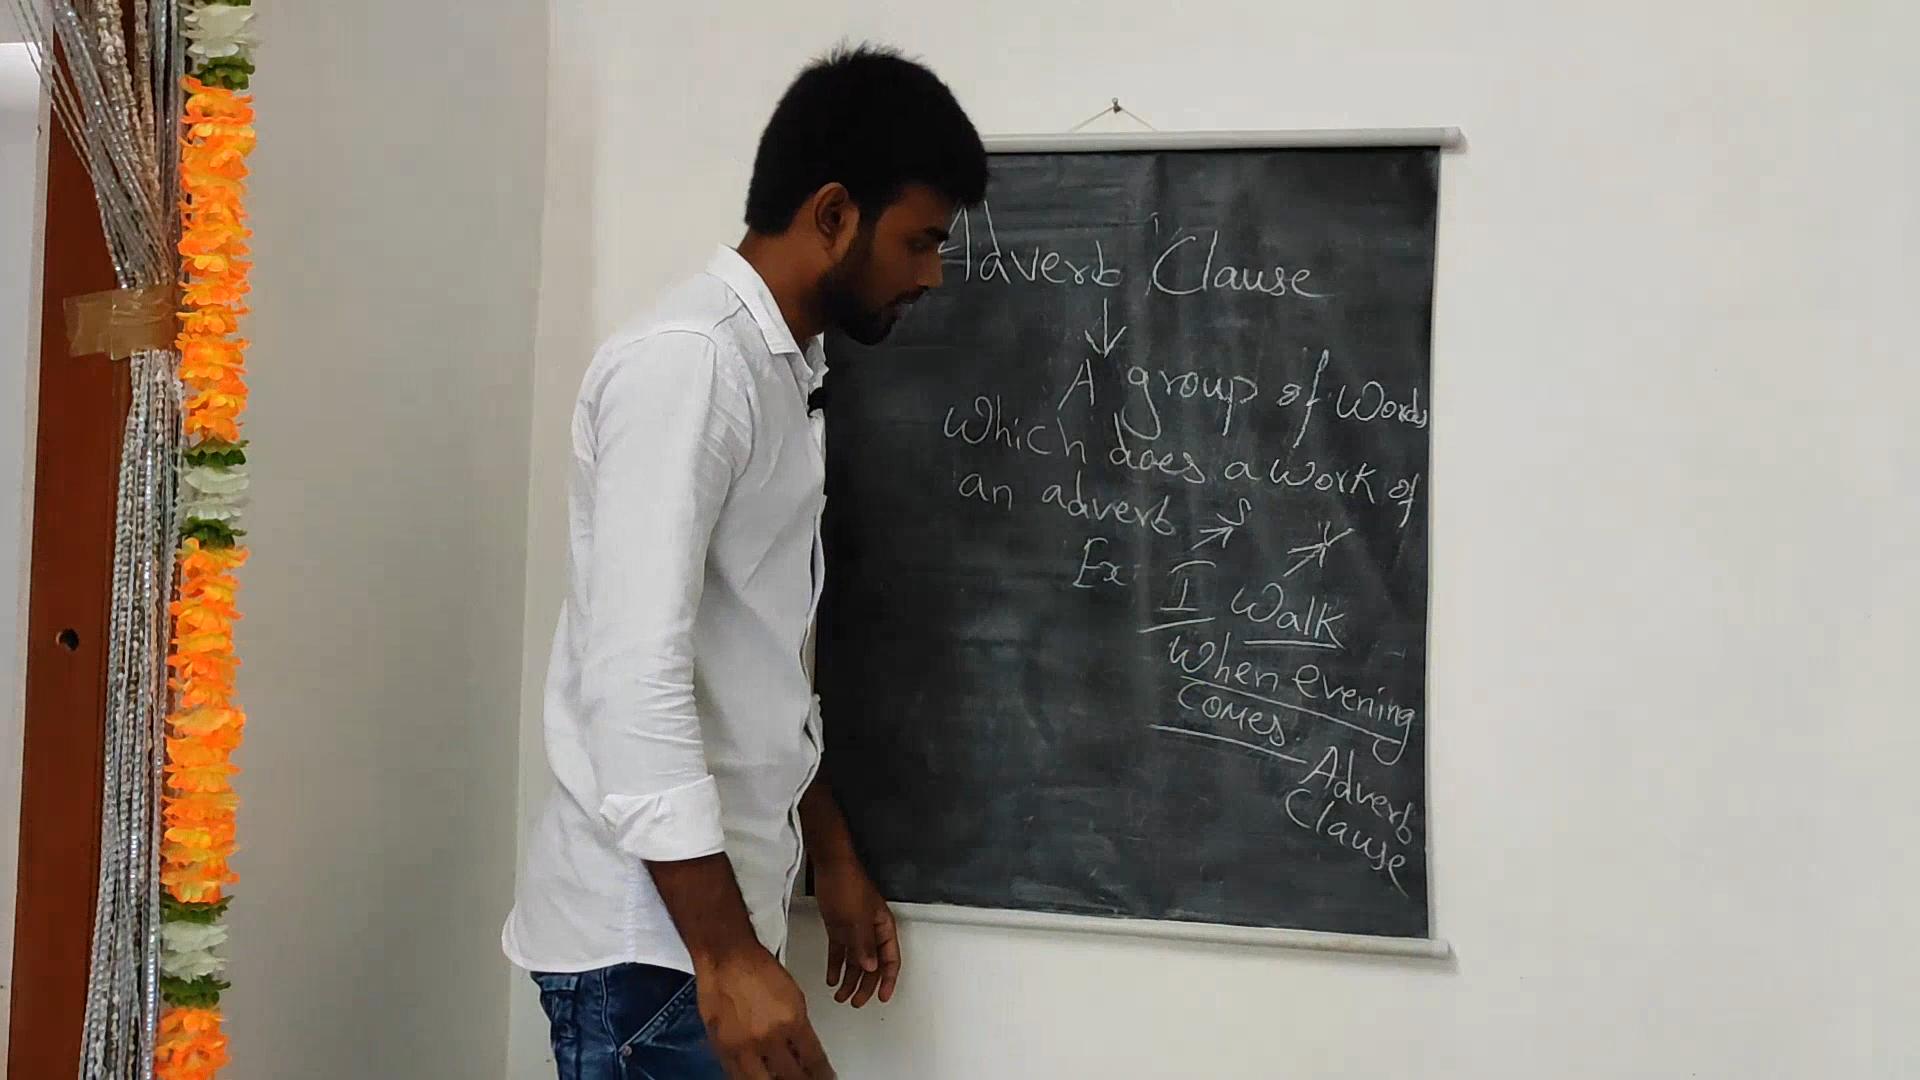 Adverb Clause
A group of Words
Which does a work of
an adverb
S V
Ex: I Walk
When evening
Comes.
Adverb
Clause